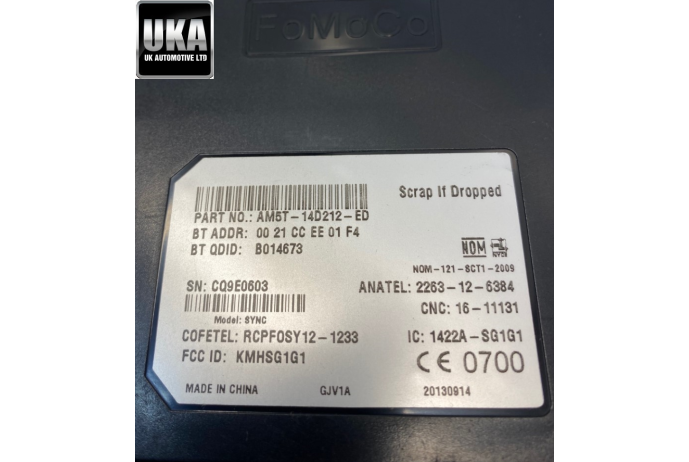 UKA
UK AUTOMOTIVE LTD
FoMoCo
Scrap If Dropped
PART NO.: AM5T-14D212-ED
BT ADDR: 00 21 CC EE 01 F4
BT QDID: B014673
NOM
NYCE
NOM-121-SCT1-2009
SN: CQ9E0603
ANATEL: 2263-12-6384
CNC: 16-11131
Model: SYNC
COFETEL: RCPFOSY12-1233
IC: 1422A-SG1G1
FCC ID: KMHSG1G1
CE 0700
MADE IN CHINA GJV1A 20130914